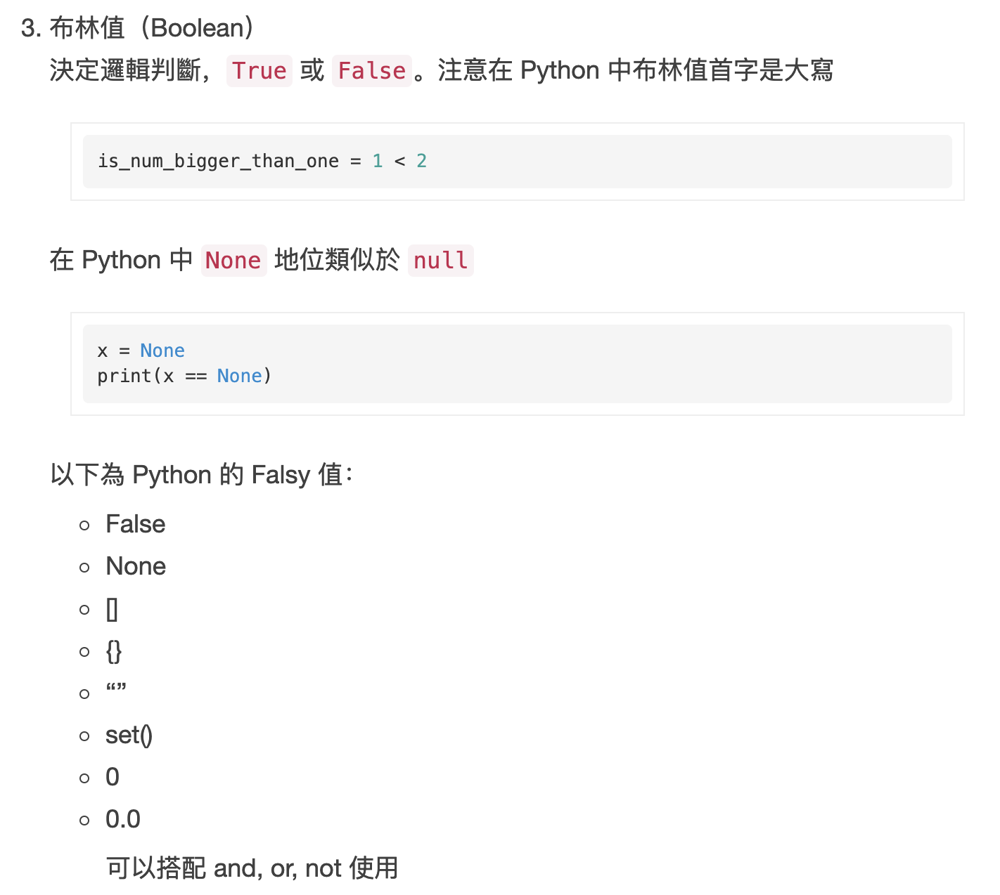 3. 布林值（Boolean）
決定邏輯判斷，True 或 False。注意在 Python 中布林值首字是大寫
is_num_bigger_than_one = 1 < 2
在 Python 中 None 地位類似於 null
x = None
print(x == None)
以下為 Python 的 Falsy 值：
False
None
[]
{}
“”
set()
0
0.0
可以搭配 and, or, not 使用